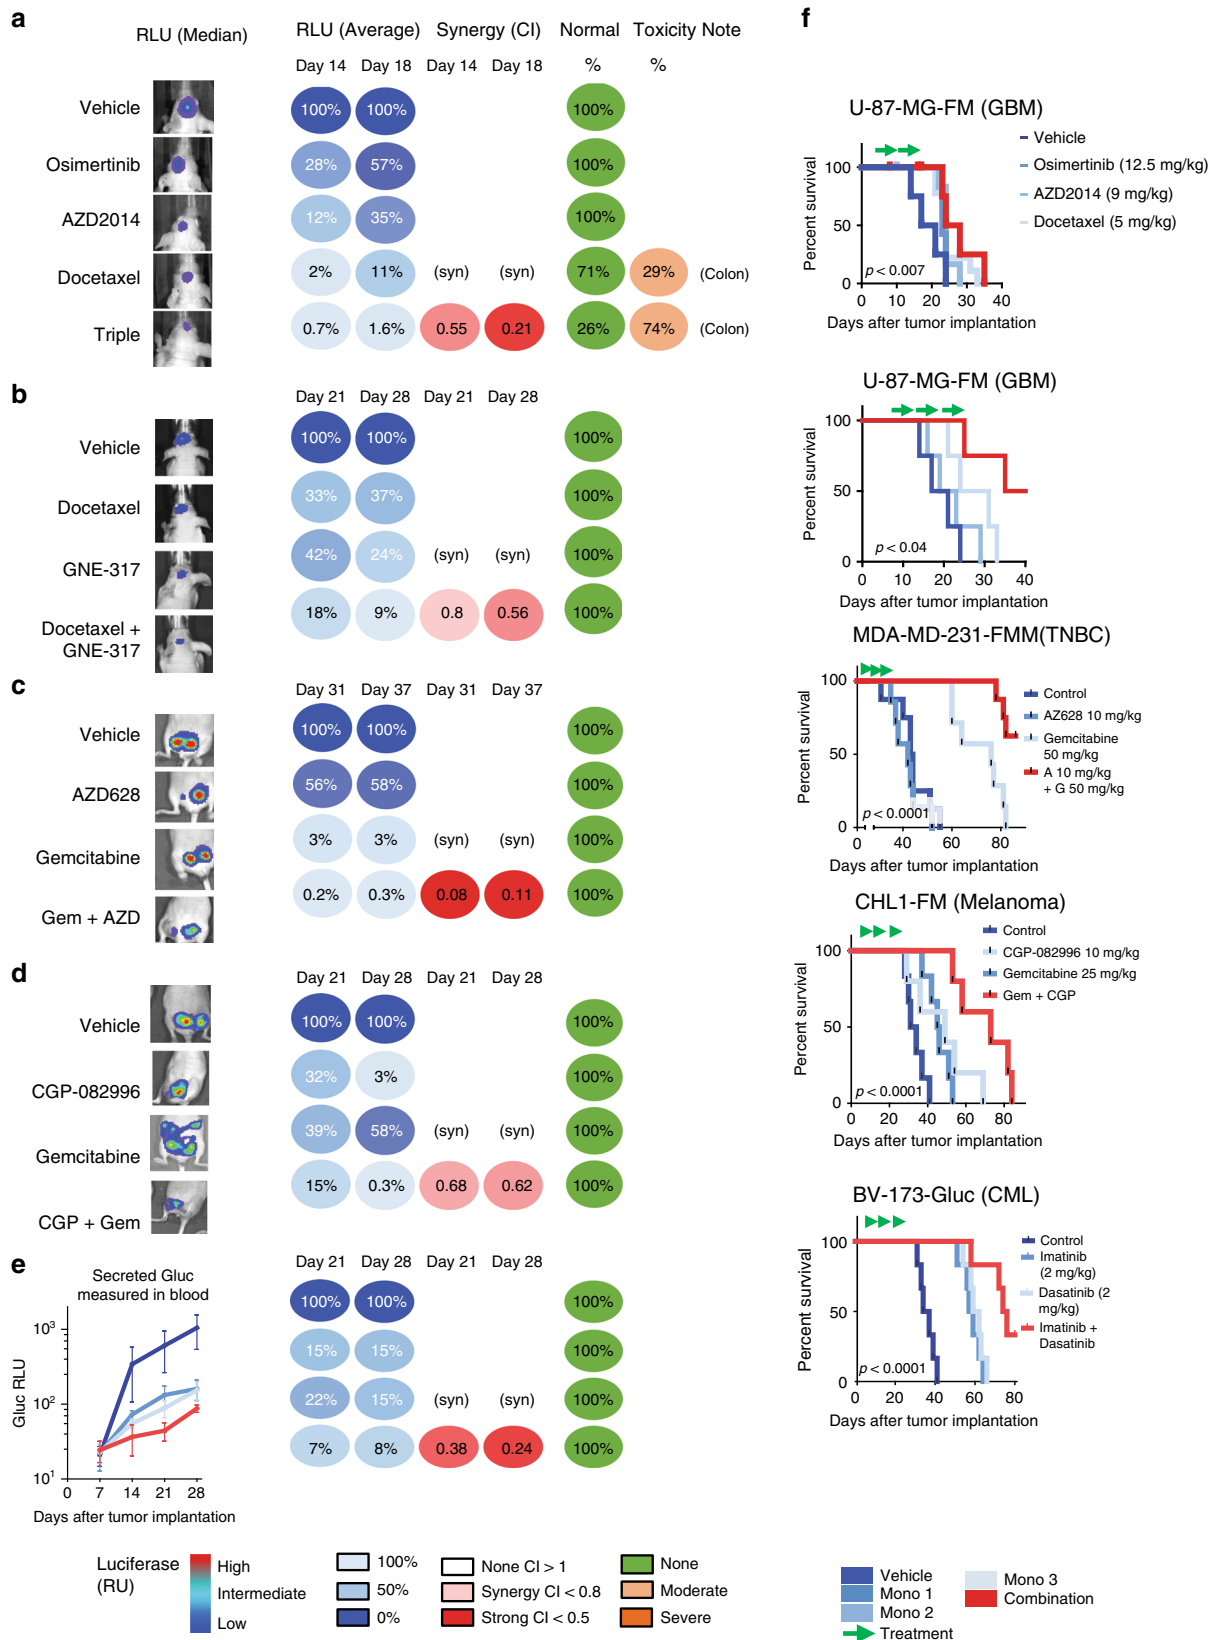 a
RLU (Median)
RLU (Average) Synergy (CI) Normal Toxicity Note
Day 14 Day 18 Day 14 Day 18 % %
Vehicle 100% 100% 100%
Osimertinib 28% 57% 100%
AZD2014 12% 35% 100%
Docetaxel 2% 11% (syn) (syn) 71% 29% (Colon)
Triple 0.7% 1.6% 0.55 0.21 26% 74% (Colon)
b
Day 21 Day 28 Day 21 Day 28
Vehicle 100% 100% 100%
Docetaxel 33% 37% 100%
GNE-317 42% 24% (syn) (syn) 100%
Docetaxel +
GNE-317 18% 9% 0.8 0.56 100%
c
Day 31 Day 37 Day 31 Day 37
Vehicle 100% 100% 100%
AZD628 56% 58% 100%
Gemcitabine 3% 3% (syn) (syn) 100%
Gem + AZD 0.2% 0.3% 0.08 0.11 100%
d
Day 21 Day 28 Day 21 Day 28
Vehicle 100% 100% 100%
CGP-082996 32% 3% 100%
Gemcitabine 39% 58% (syn) (syn) 100%
CGP + Gem 15% 0.3% 0.68 0.62 100%
e
Secreted Gluc
measured in blood
10³
10²
10¹
Gluc RLU
0 7 14 21 28
Days after tumor implantation
Day 21 Day 28 Day 21 Day 28
100% 100% 100%
15% 15% 100%
22% 15% (syn) (syn) 100%
7% 8% 0.38 0.24 100%
Luciferase
(RU)
High
Intermediate
Low
100%
50%
0%
None CI > 1
Synergy CI < 0.8
Strong CI < 0.5
None
Moderate
Severe
f
U-87-MG-FM (GBM)
Vehicle
Osimertinib (12.5 mg/kg)
AZD2014 (9 mg/kg)
Docetaxel (5 mg/kg)
Percent survival
100
50
0
p < 0.007
0 10 20 30 40
Days after tumor implantation
U-87-MG-FM (GBM)
Percent survival
100
50
0
p < 0.04
0 10 20 30 40
Days after tumor implantation
MDA-MD-231-FMM(TNBC)
Control
AZ628 10 mg/kg
Gemcitabine
50 mg/kg
A 10 mg/kg
+ G 50 mg/kg
Percent survival
100
50
0
p < 0.0001
0 40 60 80
Days after tumor implantation
CHL1-FM (Melanoma)
Control
CGP-082996 10 mg/kg
Gemcitabine 25 mg/kg
Gem + CGP
Percent survival
100
50
0
p < 0.0001
0 20 40 60 80
Days after tumor implantation
BV-173-Gluc (CML)
Control
Imatinib
(2 mg/kg)
Dasatinib (2
mg/kg)
Imatinib +
Dasatinib
Percent survival
100
50
0
p < 0.0001
0 20 40 60 80
Days after tumor implantation
Vehicle
Mono 1
Mono 2
Treatment
Mono 3
Combination